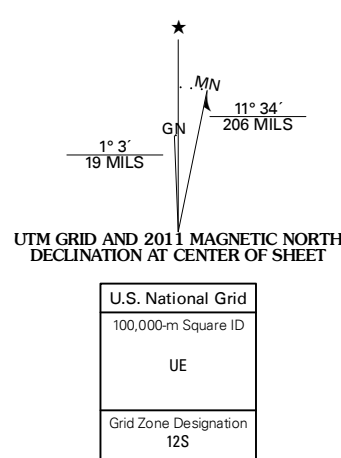 ★
MN
GN
11° 34´
206 MILS
1° 3´
19 MILS
UTM GRID AND 2011 MAGNETIC NORTH
DECLINATION AT CENTER OF SHEET
U.S. National Grid
100,000-m Square ID
UE
Grid Zone Designation
12S